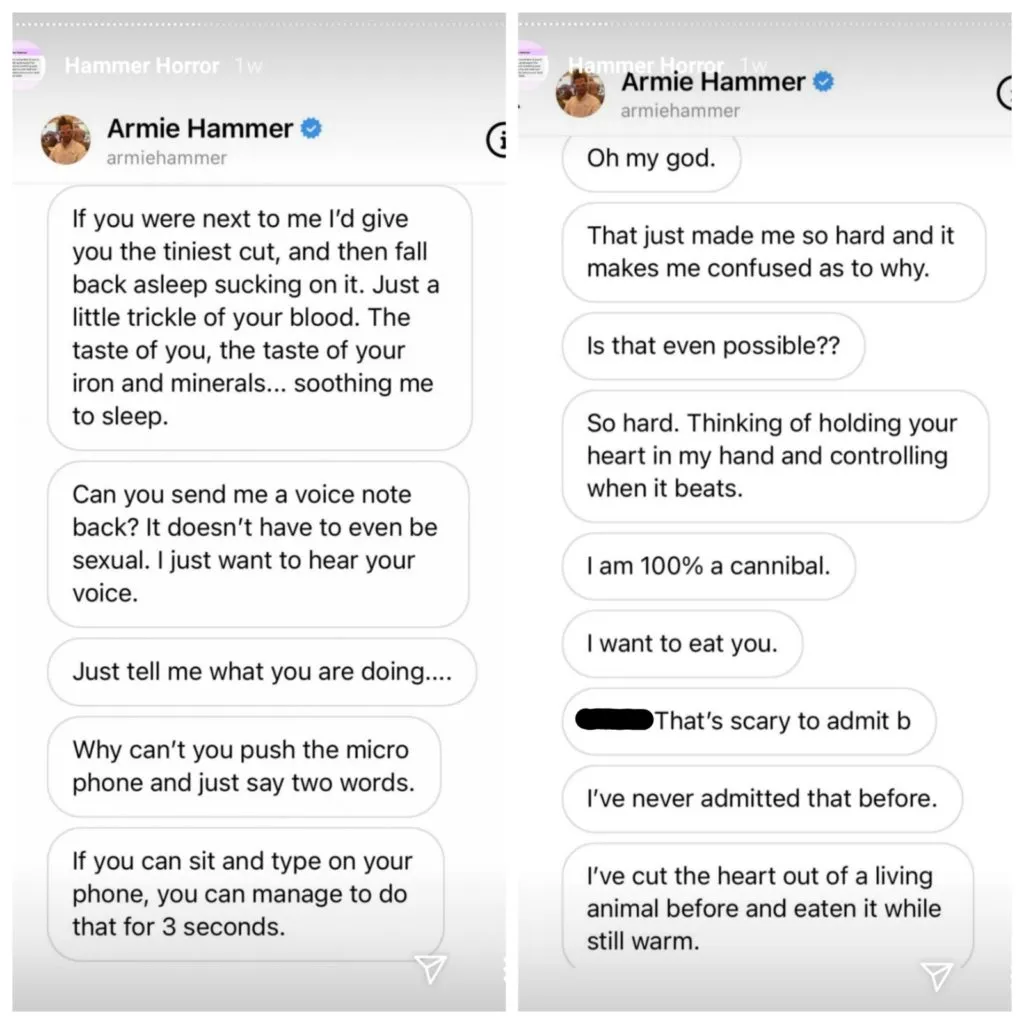 Hammer Horror 1w
Armie Hammer
armiehammer
If you were next to me I'd give
you the tiniest cut, and then fall
back asleep sucking on it. Just a
little trickle of your blood. The
taste of you, the taste of your
iron and minerals... soothing me
to sleep.
Can you send me a voice note
back? It doesn't have to even be
sexual. I just want to hear your
voice.
Just tell me what you are doing....
Why can't you push the micro
phone and just say two words.
If you can sit and type on your
phone, you can manage to do
that for 3 seconds.
Hammer Horror 1w
Armie Hammer
armiehammer
Oh my god.
That just made me so hard and it
makes me confused as to why.
Is that even possible??
So hard. Thinking of holding your
heart in my hand and controlling
when it beats.
I am 100% a cannibal.
I want to eat you.
That's scary to admit b
I've never admitted that before.
I've cut the heart out of a living
animal before and eaten it while
still warm.